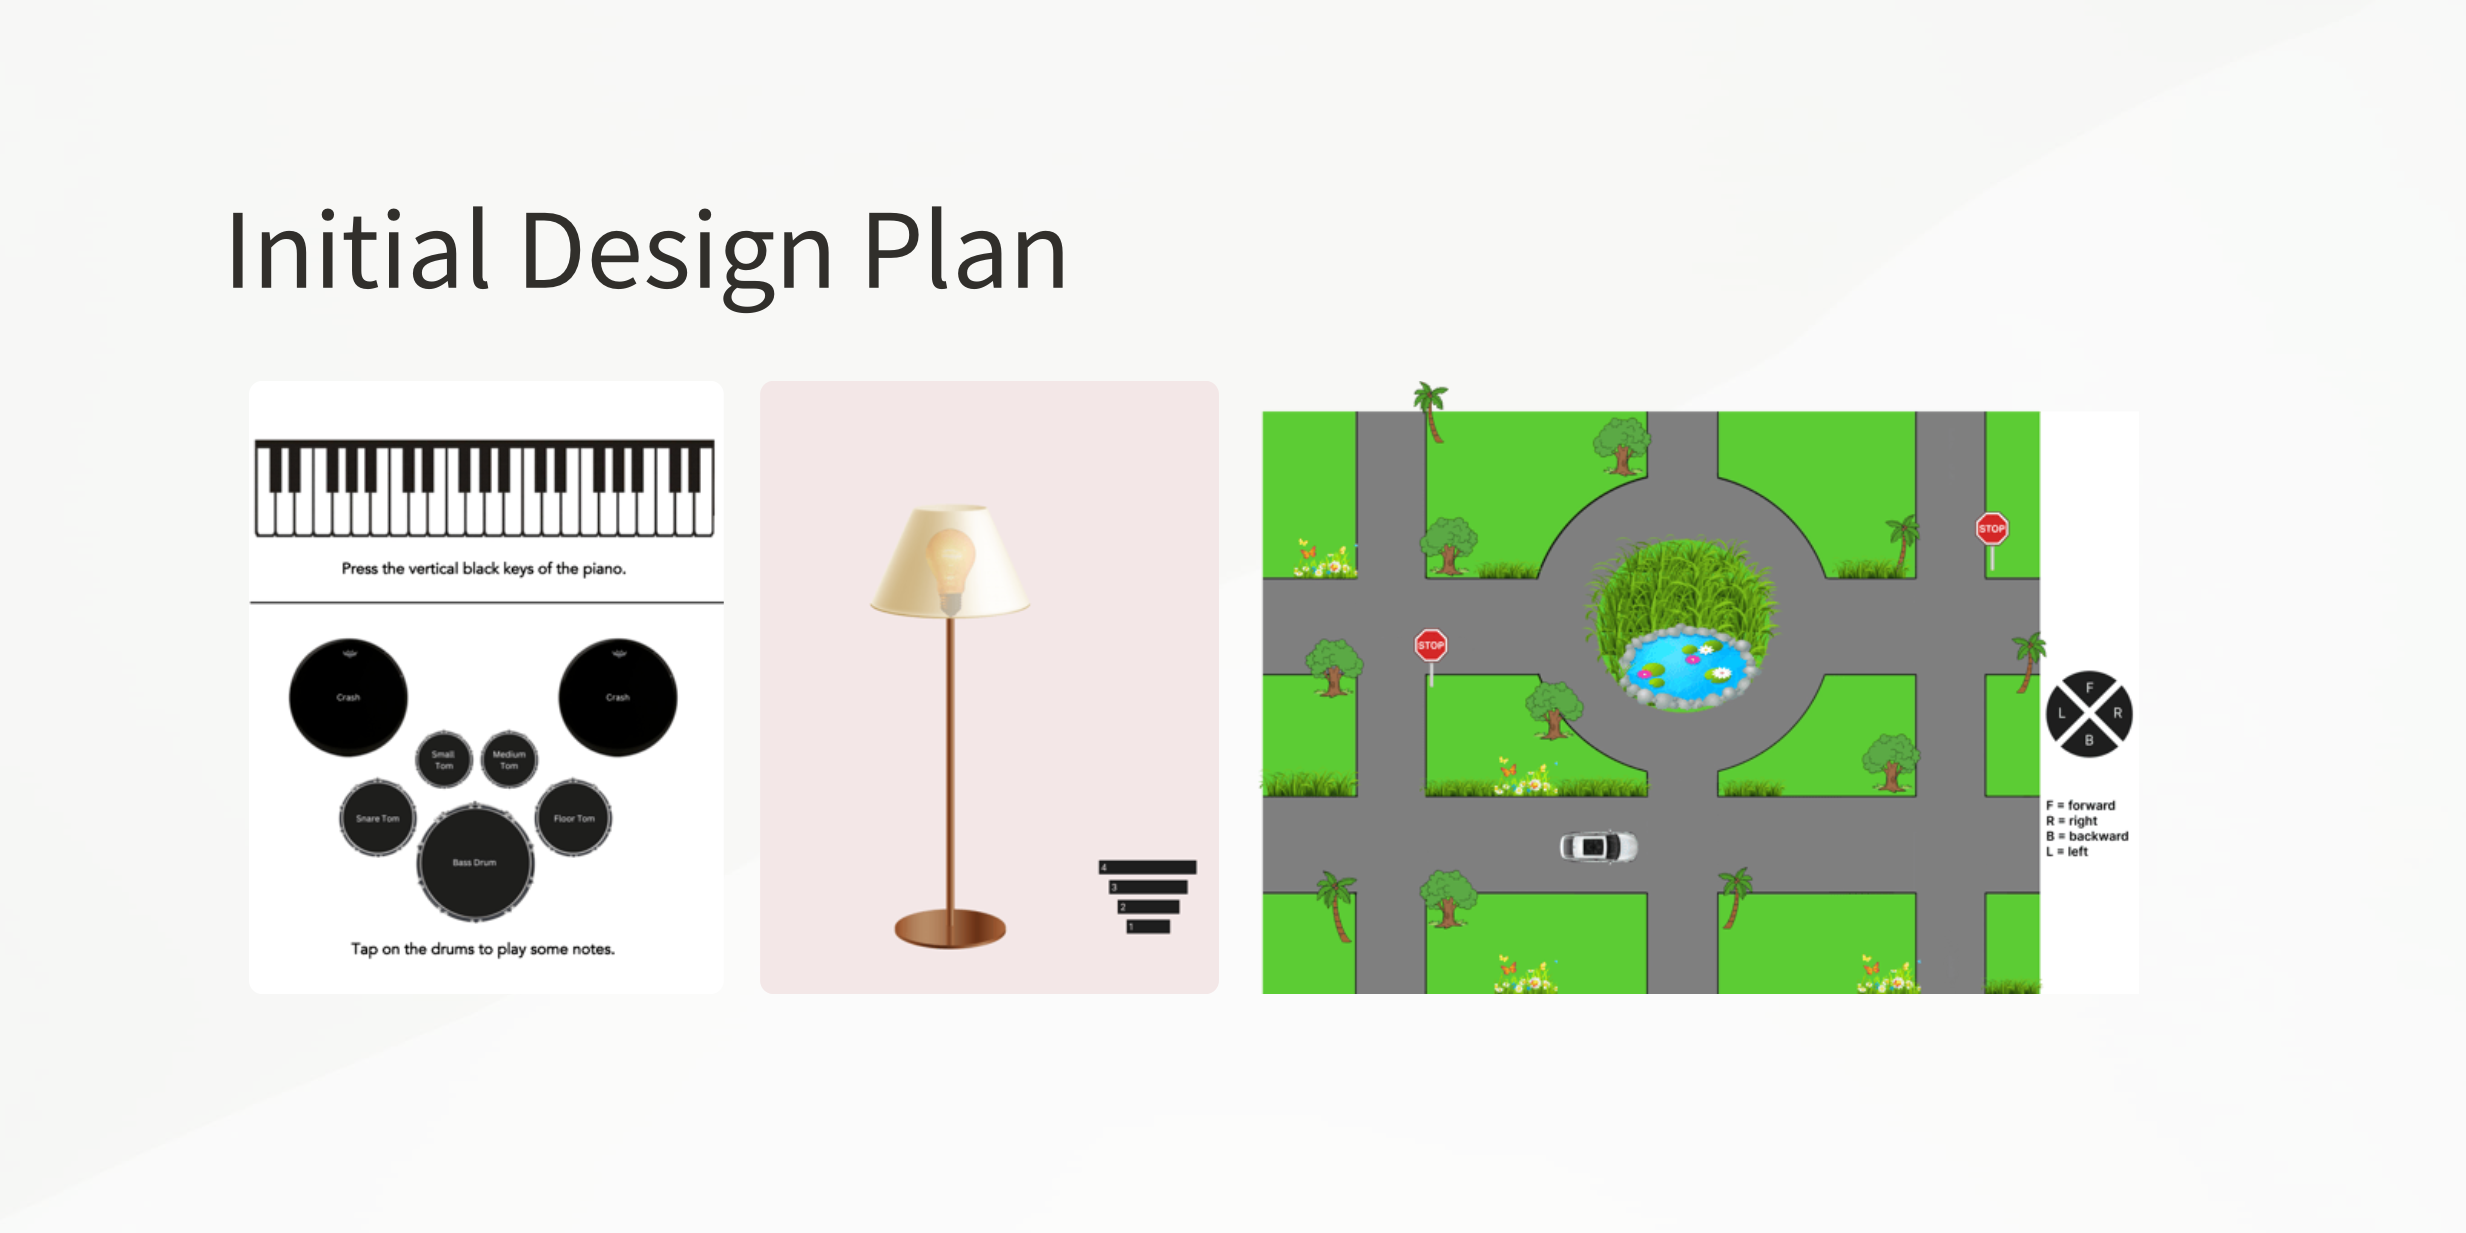 Initial Design Plan
Press the vertical black keys of the piano.
Crash
Crash
Small
Tom
Medium
Tom
Snare Tom
Floor Tom
Bass Drum
Tap on the drums to play some notes.
4
3
2
1
STOP
STOP
F
L
R
B
F = forward
R = right
B = backward
L = left